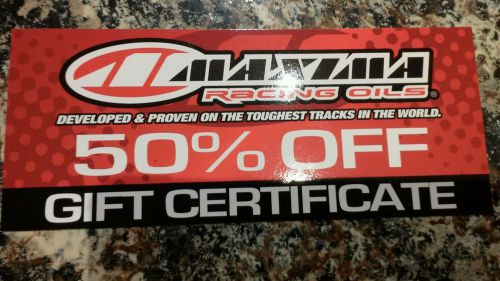 MAXIMA
RACING OILS®
DEVELOPED & PROVEN ON THE TOUGHEST TRACKS IN THE WORLD.
50% OFF
GIFT CERTIFICATE